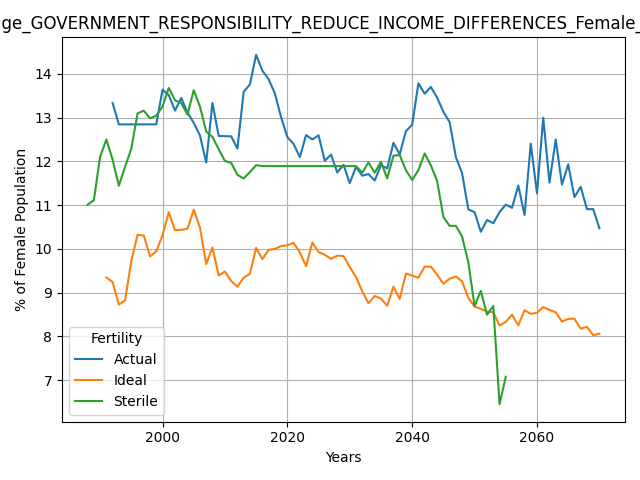 ge_GOVERNMENT_RESPONSIBILITY_REDUCE_INCOME_DIFFERENCES_Female_
14
13
12
11
10
9
8
7
% of Female Population
Fertility
Actual
Ideal
Sterile
2000 2020 2040 2060
Years